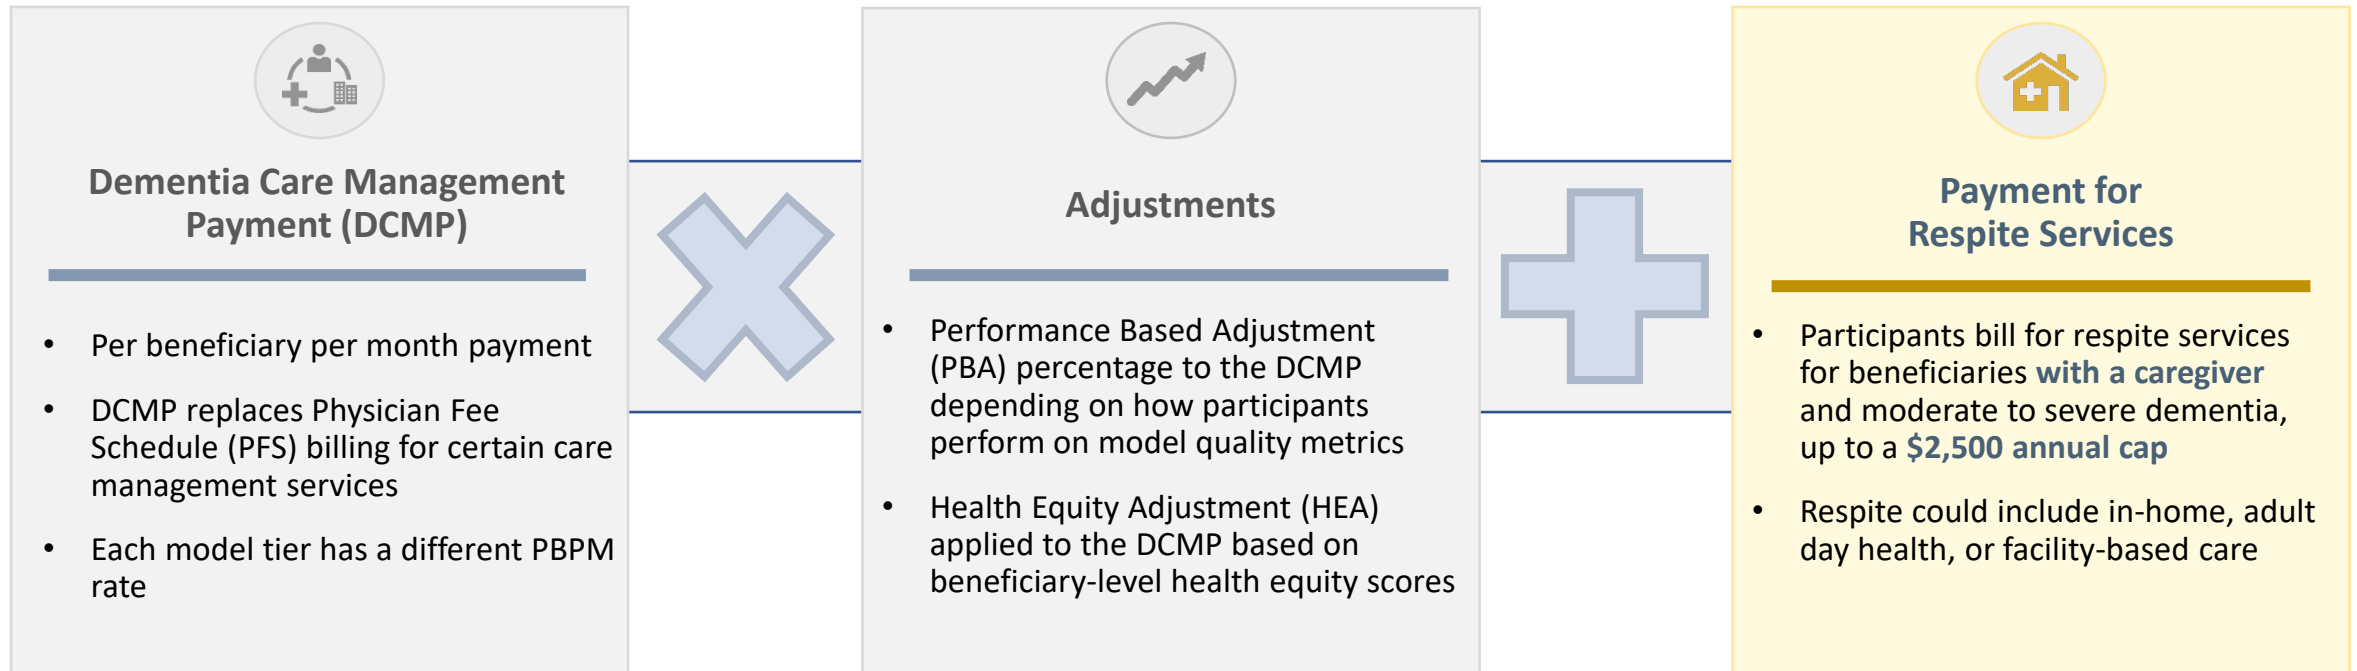 Dementia Care Management
Payment (DCMP)
• Per beneficiary per month payment
• DCMP replaces Physician Fee
Schedule (PFS) billing for certain care
management services
• Each model tier has a different PBPM
rate
Adjustments
• Performance Based Adjustment
(PBA) percentage to the DCMP
depending on how participants
perform on model quality metrics
• Health Equity Adjustment (HEA)
applied to the DCMP based on
beneficiary-level health equity scores
Payment for
Respite Services
• Participants bill for respite services
for beneficiaries with a caregiver
and moderate to severe dementia,
up to a $2,500 annual cap
• Respite could include in-home, adult
day health, or facility-based care